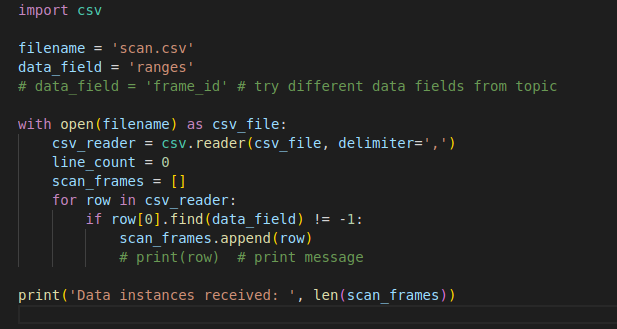 import csv

filename = 'scan.csv'
data_field = 'ranges'
# data_field = 'frame_id' # try different data fields from topic

with open(filename) as csv_file:
    csv_reader = csv.reader(csv_file, delimiter=',')
    line_count = 0
    scan_frames = []
    for row in csv_reader:
        if row[0].find(data_field) != -1:
            scan_frames.append(row)
            # print(row)  # print message

print('Data instances received: ', len(scan_frames))